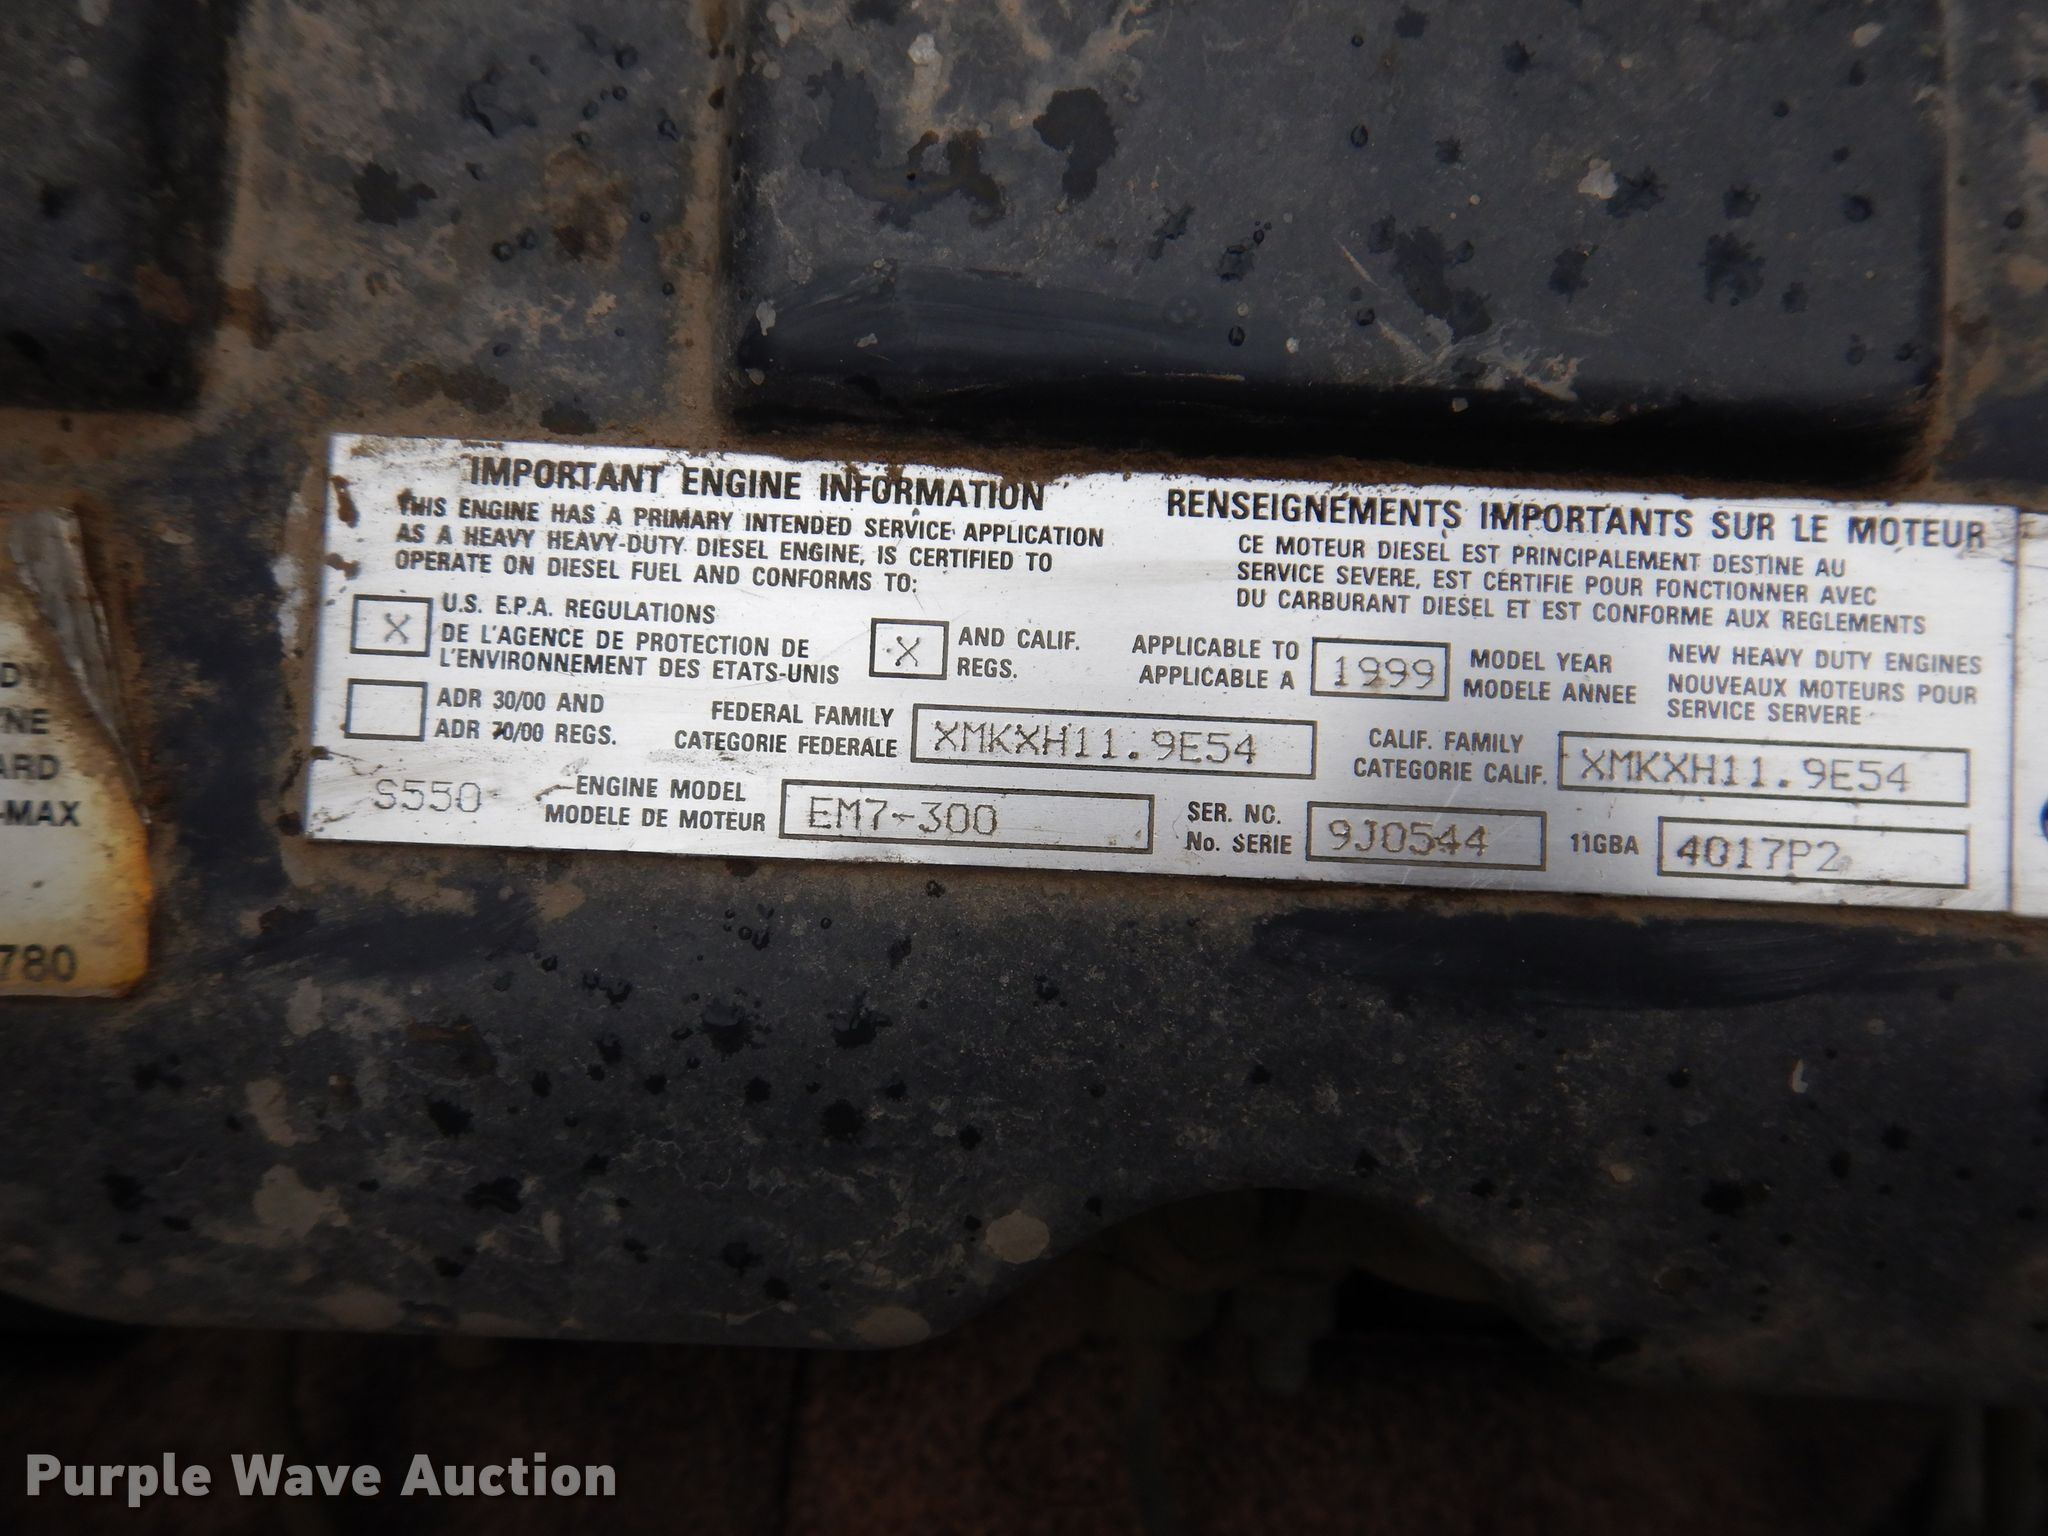 IMPORTANT ENGINE INFORMATION
THIS ENGINE HAS A PRIMARY INTENDED SERVICE APPLICATION
AS A HEAVY HEAVY-DUTY DIESEL ENGINE, IS CERTIFIED TO
OPERATE ON DIESEL FUEL AND CONFORMS TO:
RENSEIGNEMENTS IMPORTANTS SUR LE MOTEUR
CE MOTEUR DIESEL EST PRINCIPALEMENT DESTINE AU
SERVICE SEVERE, EST CERTIFIE POUR FONCTIONNER AVEC
DU CARBURANT DIESEL ET EST CONFORME AUX REGLEMENTS
X U.S. E.P.A. REGULATIONS
DE L'AGENCE DE PROTECTION DE
L'ENVIRONNEMENT DES ETATS-UNIS
X AND CALIF.
REGS.
APPLICABLE TO
APPLICABLE A
1999
MODEL YEAR
MODELE ANNEE
NEW HEAVY DUTY ENGINES
NOUVEAUX MOTEURS POUR
SERVICE SERVERE
ADR 30/00 AND
ADR 70/00 REGS.
FEDERAL FAMILY
CATEGORIE FEDERALE
XMKXH11.9E54
CALIF. FAMILY
CATEGORIE CALIF.
XMKXH11.9E54
S550
ENGINE MODEL
MODELE DE MOTEUR
EM7-300
SER. NO.
No. SERIE
9J0544
11GBA
4017P2
YNE
ARD
-MAX
780
Purple Wave Auction